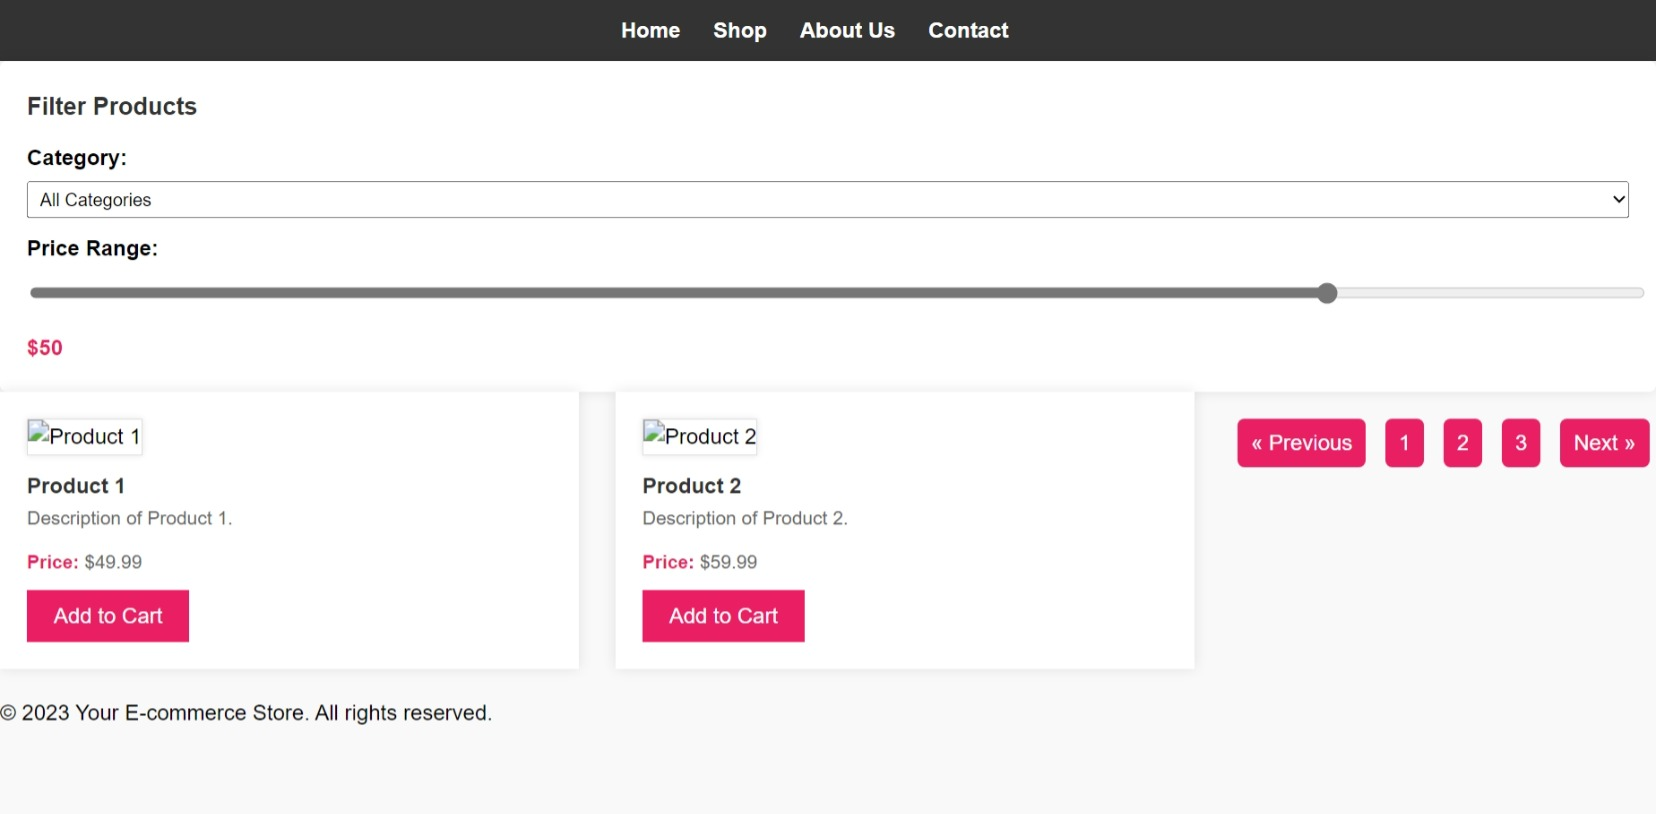 Home Shop About Us Contact
Filter Products
Category:
All Categories
Price Range:
$50
Product 1
Product 1
Description of Product 1.
Price: $49.99
Add to Cart
Product 2
Product 2
Description of Product 2.
Price: $59.99
Add to Cart
« Previous 1 2 3 Next »
© 2023 Your E-commerce Store. All rights reserved.